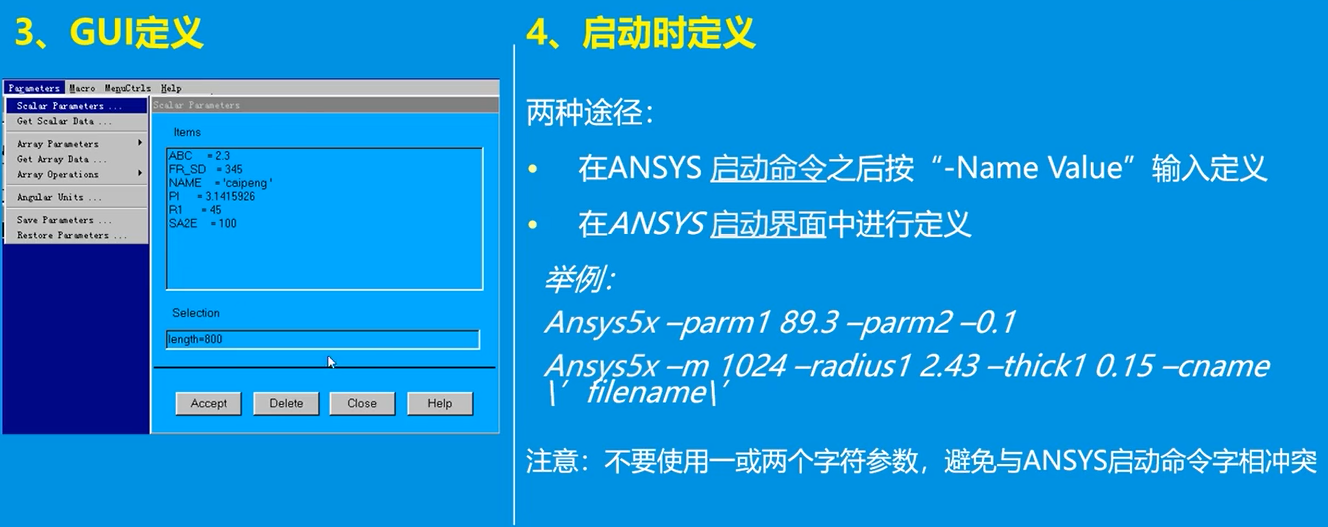 3、GUI定义
Parameters Macro MenuCtrls Help
Scalar Parameters ...
Get Scalar Data ...
Array Parameters
Get Array Data ...
Array Operations
Angular Units ...
Save Parameters ...
Restore Parameters ...
Scalar Parameters
Items
ABC = 2.3
FR_SD = 345
NAME = 'caipeng '
PI = 3.1415926
R1 = 45
SA2E = 100
Selection
length=800
Accept Delete Close Help
4、启动时定义
两种途径：
• 在ANSYS 启动命令之后按“-Name Value”输入定义
• 在ANSYS 启动界面中进行定义
举例：
Ansys5x –parm1 89.3 –parm2 –0.1
Ansys5x –m 1024 –radius1 2.43 –thick1 0.15 –cname
\’ filename\’
注意：不要使用一或两个字符参数，避免与ANSYS启动命令字相冲突